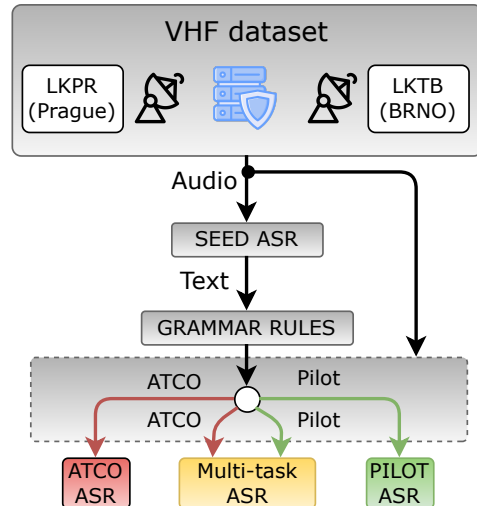 VHF dataset
LKPR
(Prague)
LKTB
(BRNO)
Audio
SEED ASR
Text
GRAMMAR RULES
ATCO
Pilot
ATCO
Pilot
ATCO
ASR
Multi-task
ASR
PILOT
ASR